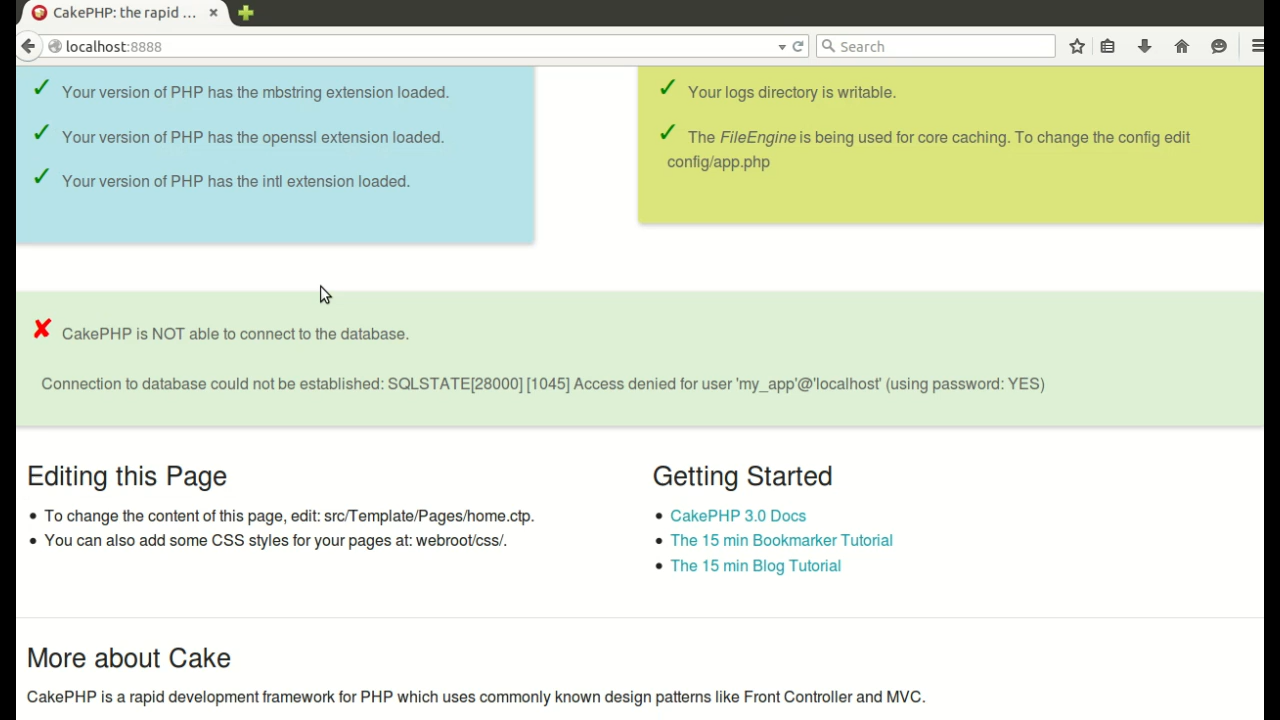 CakePHP: the rapid ...
localhost:8888
Search
✓ Your version of PHP has the mbstring extension loaded.
✓ Your version of PHP has the openssl extension loaded.
✓ Your version of PHP has the intl extension loaded.
✓ Your logs directory is writable.
✓ The FileEngine is being used for core caching. To change the config edit
config/app.php
✘ CakePHP is NOT able to connect to the database.
Connection to database could not be established: SQLSTATE[28000] [1045] Access denied for user 'my_app'@'localhost' (using password: YES)
Editing this Page
• To change the content of this page, edit: src/Template/Pages/home.ctp.
• You can also add some CSS styles for your pages at: webroot/css/.
Getting Started
• CakePHP 3.0 Docs
• The 15 min Bookmarker Tutorial
• The 15 min Blog Tutorial
More about Cake
CakePHP is a rapid development framework for PHP which uses commonly known design patterns like Front Controller and MVC.